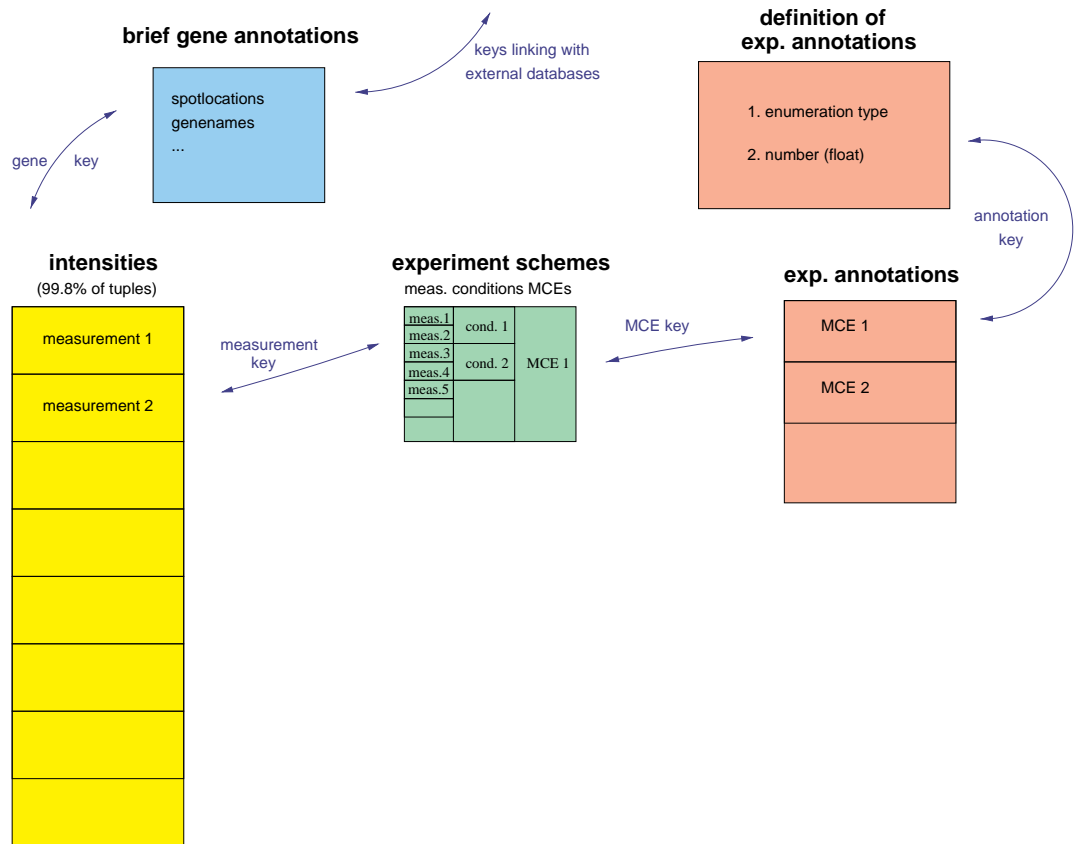 brief gene annotations
keys linking with
external databases
definition of
exp. annotations
spotlocations
genenames
...
1. enumeration type
2. number (float)
gene key
annotation
key
intensities
(99.8% of tuples)
experiment schemes
meas. conditions MCEs
exp. annotations
measurement 1
measurement 2
measurement
key
meas.1
meas.2
meas.3
meas.4
meas.5
cond. 1
cond. 2
MCE 1
MCE key
MCE 1
MCE 2